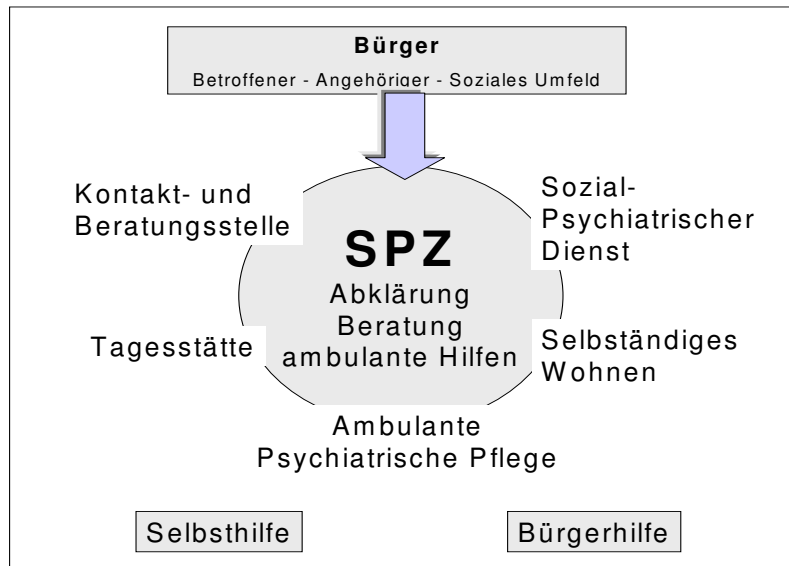 Bürger
Betroffener - Angehöriger - Soziales Umfeld
Kontakt- und
Beratungsstelle
Sozial-
Psychiatrischer
Dienst
SPZ
Abklärung
Beratung
ambulante Hilfen
Tagesstätte
Selbständiges
Wohnen
Ambulante
Psychiatrische Pflege
Selbsthilfe
Bürgerhilfe